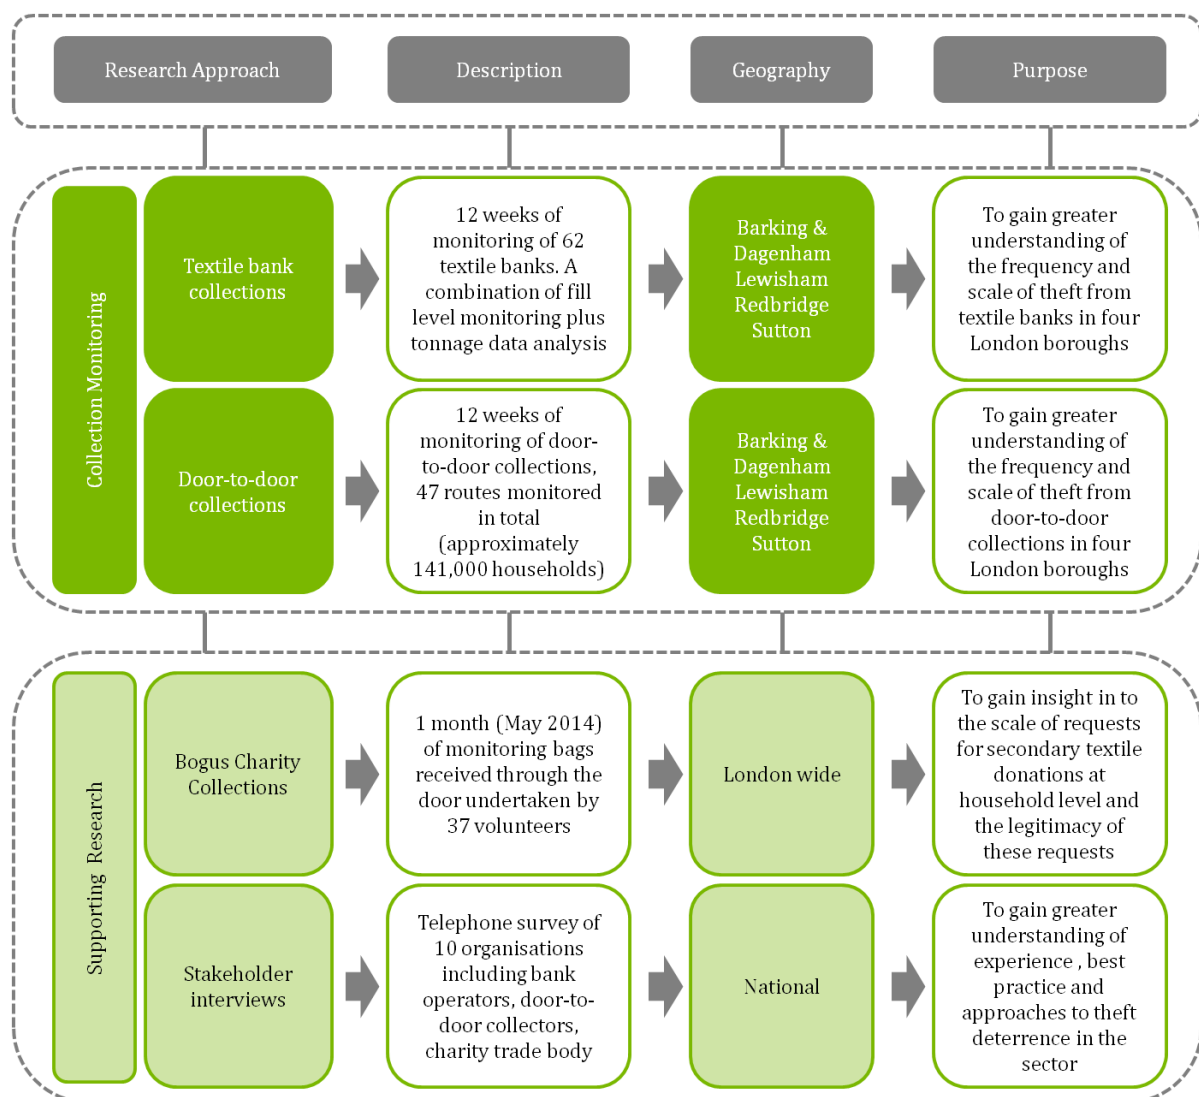 Research Approach
Description
Geography
Purpose
Collection Monitoring
Textile bank
collections
12 weeks of
monitoring of 62
textile banks. A
combination of fill
level monitoring plus
tonnage data analysis
Barking &
Dagenham
Lewisham
Redbridge
Sutton
To gain greater
understanding of
the frequency and
scale of theft from
textile banks in four
London boroughs
Door-to-door
collections
12 weeks of
monitoring of door-
to-door collections,
47 routes monitored
in total
(approximately
141,000 households)
Barking &
Dagenham
Lewisham
Redbridge
Sutton
To gain greater
understanding of
the frequency and
scale of theft from
door-to-door
collections in four
London boroughs
Supporting Research
Bogus Charity
Collections
1 month (May 2014)
of monitoring bags
received through the
door undertaken by
37 volunteers
London wide
To gain insight in to
the scale of requests
for secondary textile
donations at
household level and
the legitimacy of
these requests
Stakeholder
interviews
Telephone survey of
10 organisations
including bank
operators, door-to-
door collectors,
charity trade body
National
To gain greater
understanding of
experience , best
practice and
approaches to theft
deterrence in the
sector